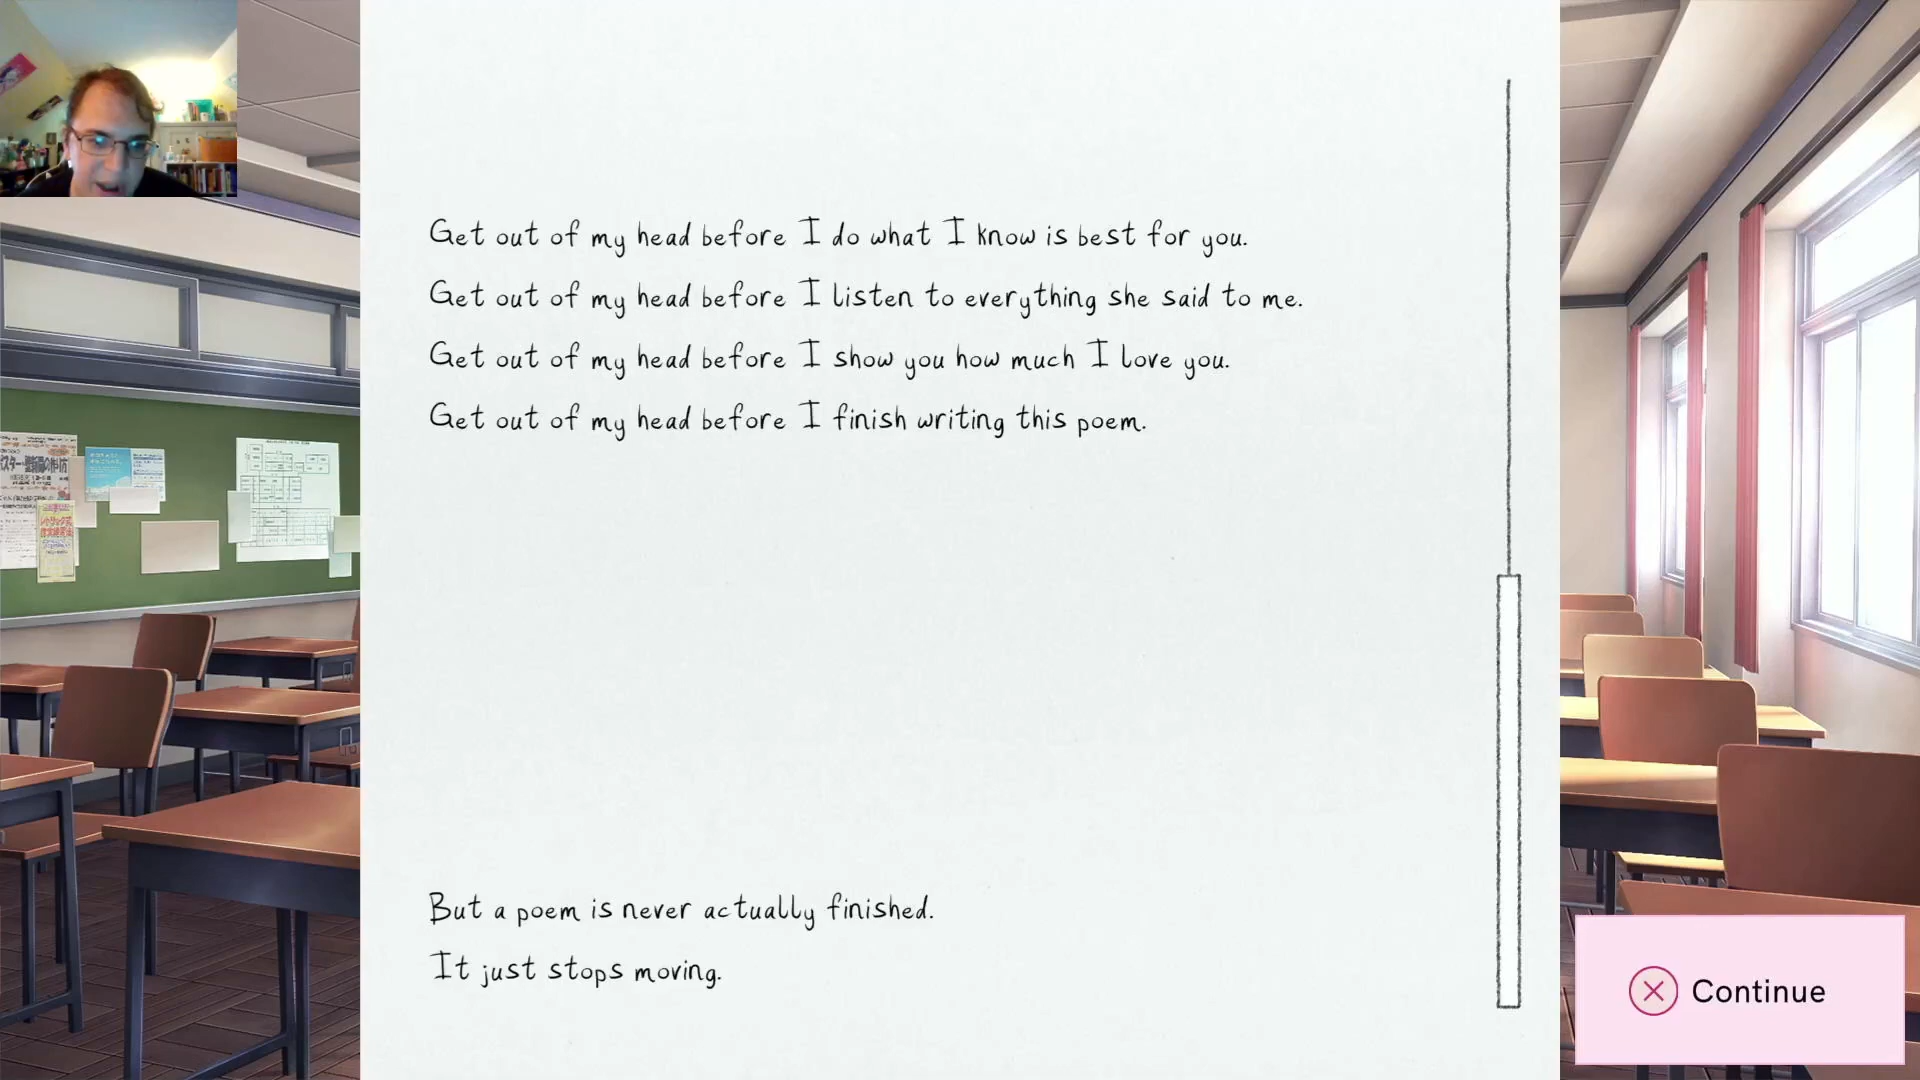 Get out of my head before I do what I know is best for you.
Get out of my head before I listen to everything she said to me.
Get out of my head before I show you how much I love you.
Get out of my head before I finish writing this poem.
But a poem is never actually finished.
It just stops moving.
Continue